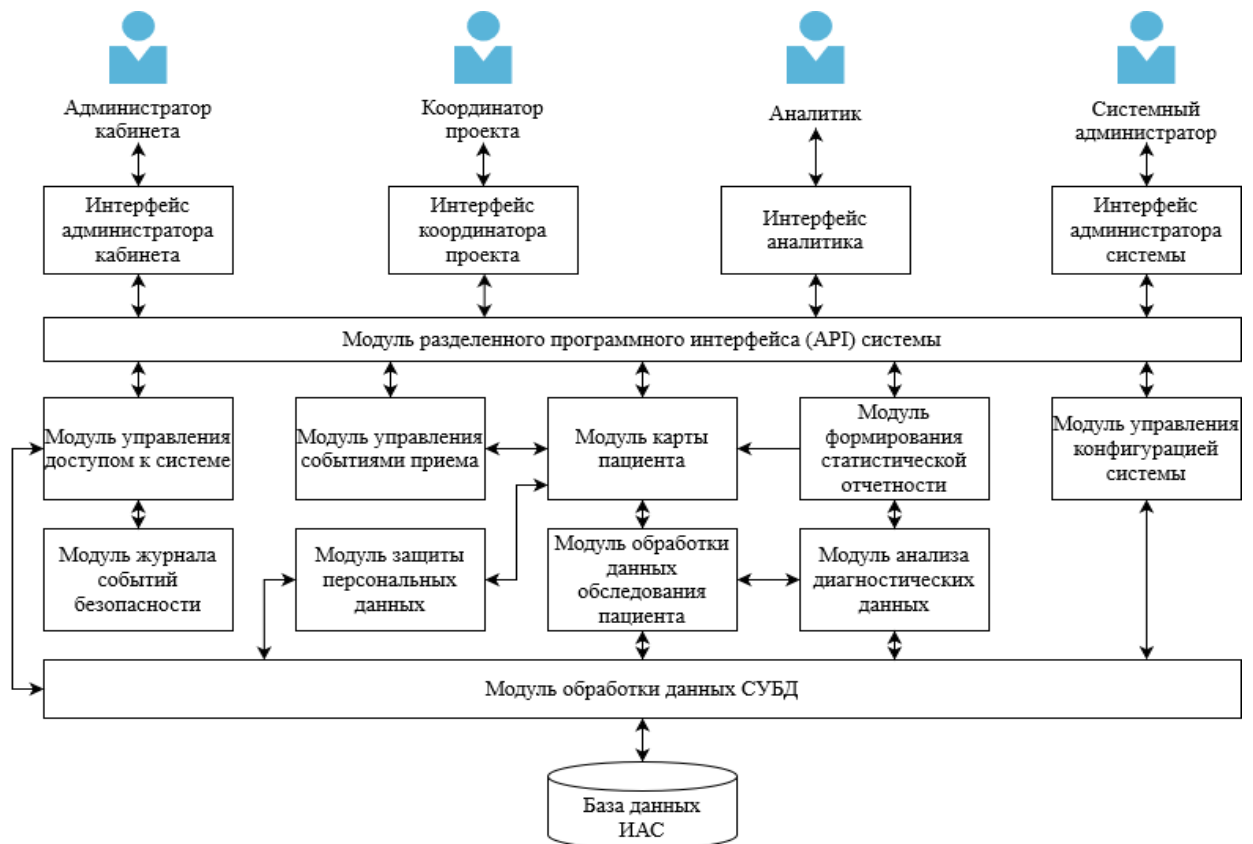 Администратор
кабинета
Координатор
проекта
Аналитик
Системный
администратор
Интерфейс
администратора
кабинета
Интерфейс
координатора
проекта
Интерфейс
аналитика
Интерфейс
администратора
системы
Модуль разделенного программного интерфейса (API) системы
Модуль управления
доступом к системе
Модуль управления
событиями приема
Модуль карты
пациента
Модуль
формирования
статистической
отчетности
Модуль управления
конфигурацией
системы
Модуль журнала
событий
безопасности
Модуль защиты
персональных
данных
Модуль обработки
данных
обследования
пациента
Модуль анализа
диагностических
данных
Модуль обработки данных СУБД
База данных
ИАС